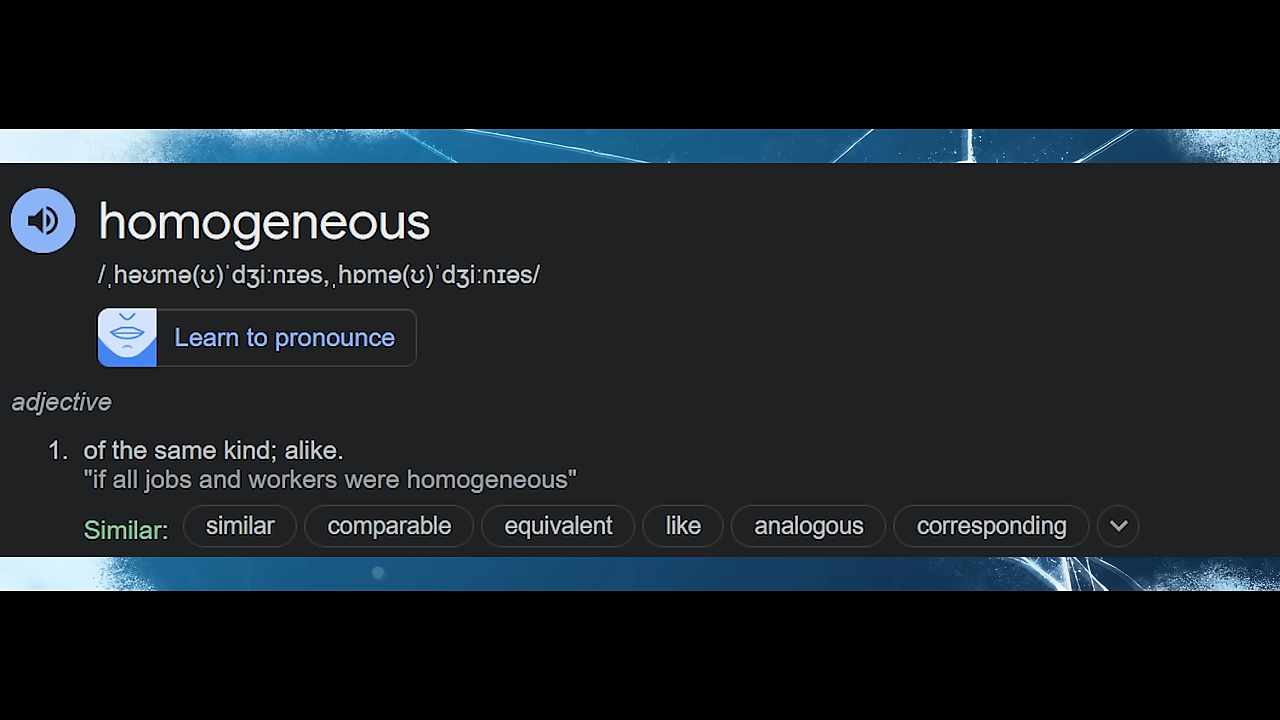 homogeneous
/ˌhəʊmə(ʊ)ˈdʒiːnɪəs,ˌhɒmə(ʊ)ˈdʒiːnɪəs/
Learn to pronounce
adjective
1. of the same kind; alike.
"if all jobs and workers were homogeneous"
Similar: similar comparable equivalent like analogous corresponding